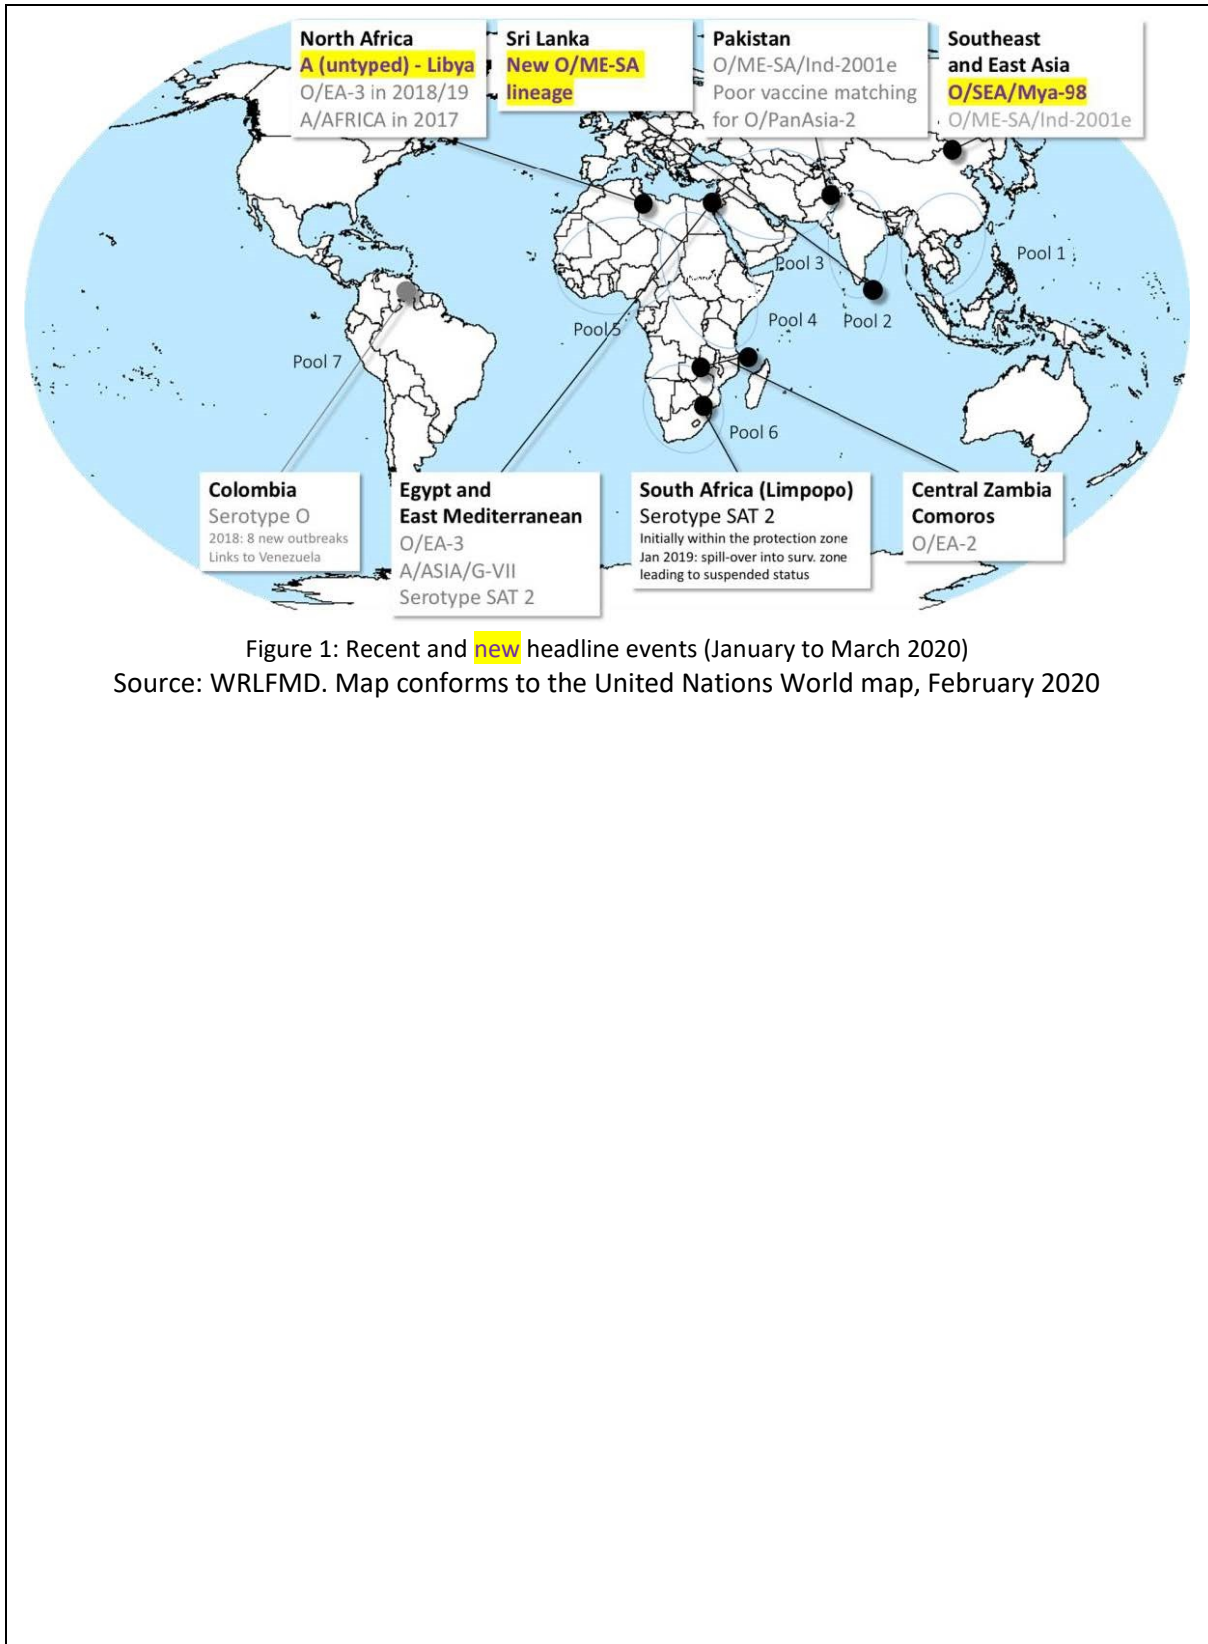 North Africa
A (untyped) - Libya
O/EA-3 in 2018/19
A/AFRICA in 2017
Sri Lanka
New O/ME-SA
lineage
Pakistan
O/ME-SA/Ind-2001e
Poor vaccine matching
for O/PanAsia-2
Southeast
and East Asia
O/SEA/Mya-98
O/ME-SA/Ind-2001e
Pool 1
Pool 3
Pool 4
Pool 2
Pool 5
Pool 7
Pool 6
Colombia
Serotype O
2018: 8 new outbreaks
Links to Venezuela
Egypt and
East Mediterranean
O/EA-3
A/ASIA/G-VII
Serotype SAT 2
South Africa (Limpopo)
Serotype SAT 2
Initially within the protection zone
Jan 2019: spill-over into surv. zone
leading to suspended status
Central Zambia
Comoros
O/EA-2
Figure 1: Recent and new headline events (January to March 2020)
Source: WRLFMD. Map conforms to the United Nations World map, February 2020